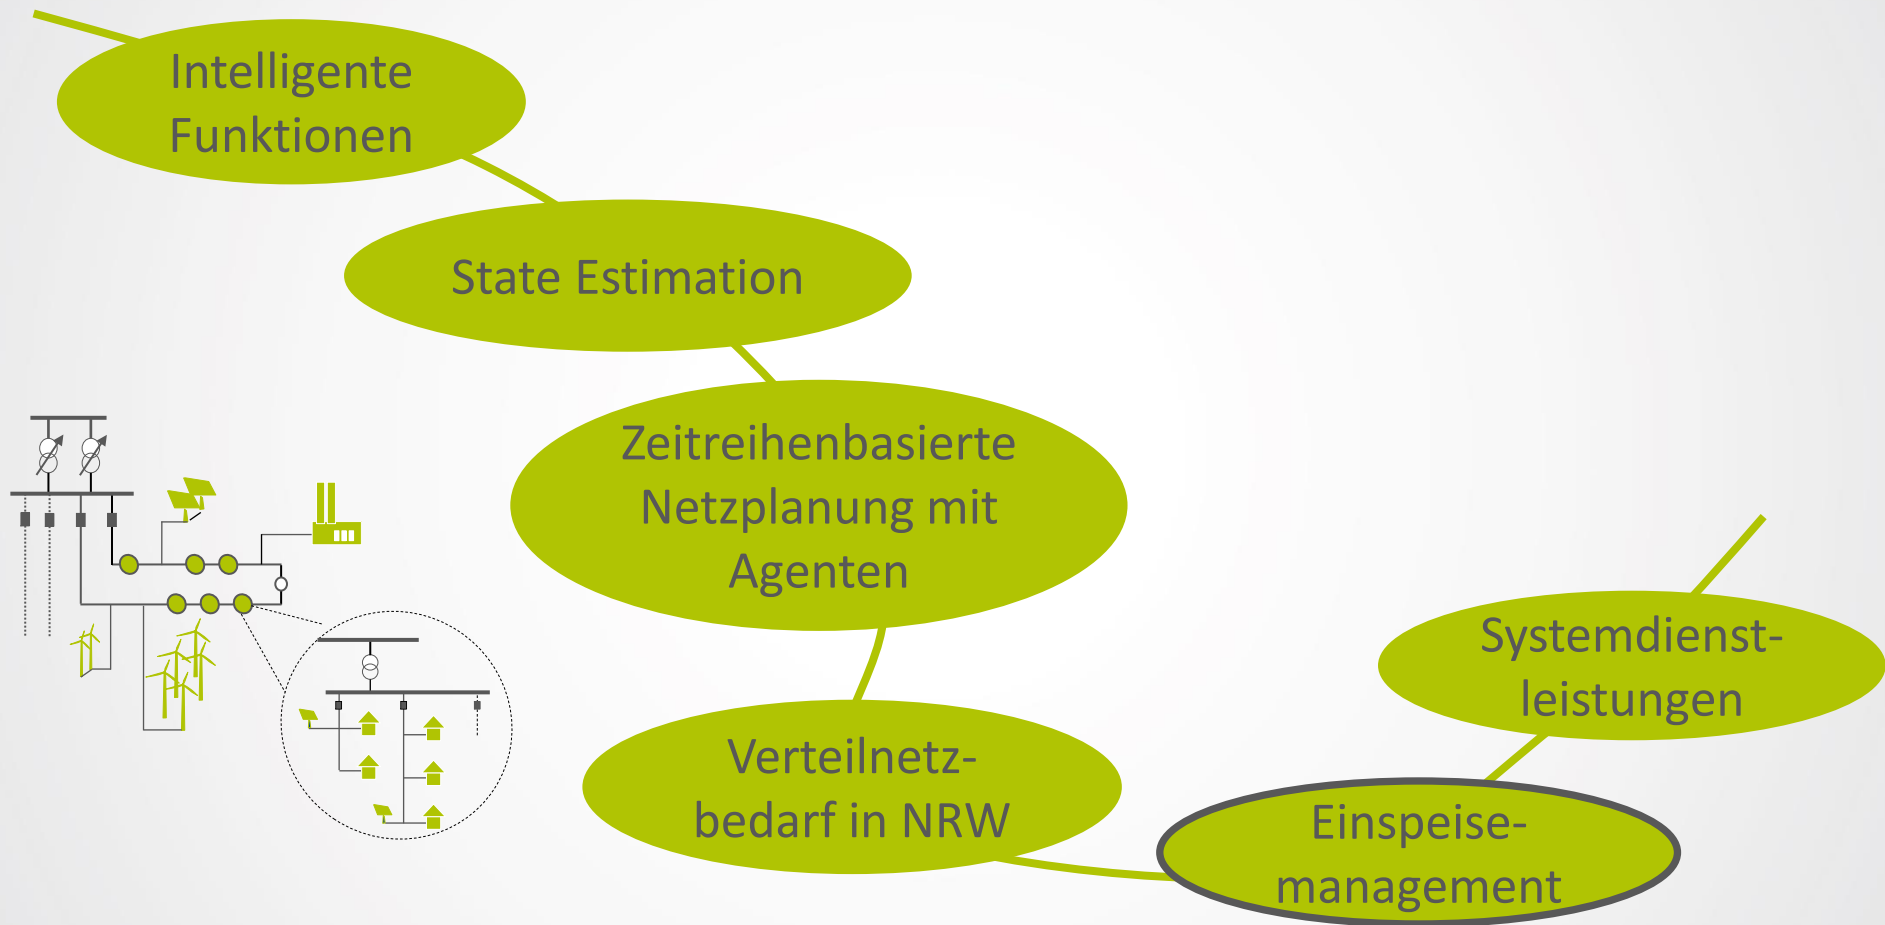 Intelligente
Funktionen
State Estimation
Zeitreihenbasierte
Netzplanung mit
Agenten
Verteilnetz-
bedarf in NRW
Einspeise-
management
Systemdienst-
leistungen